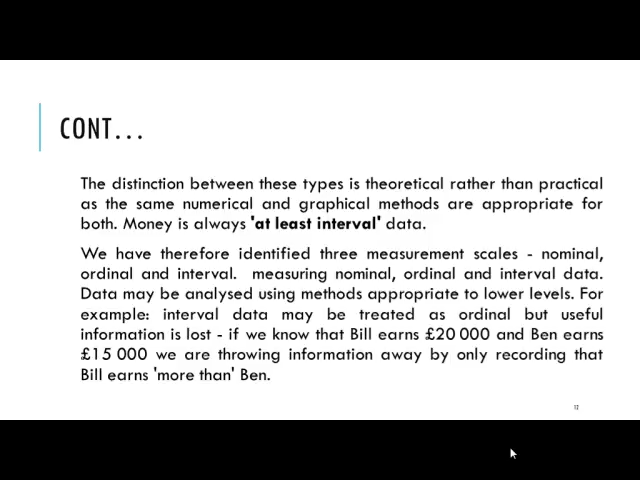 CONT...
The distinction between these types is theoretical rather than practical
as the same numerical and graphical methods are appropriate for
both. Money is always 'at least interval' data.
We have therefore identified three measurement scales - nominal,
ordinal and interval. measuring nominal, ordinal and interval data.
Data may be analysed using methods appropriate to lower levels. For
example: interval data may be treated as ordinal but useful
information is lost - if we know that Bill earns £20 000 and Ben earns
£15 000 we are throwing information away by only recording that
Bill earns 'more than' Ben.